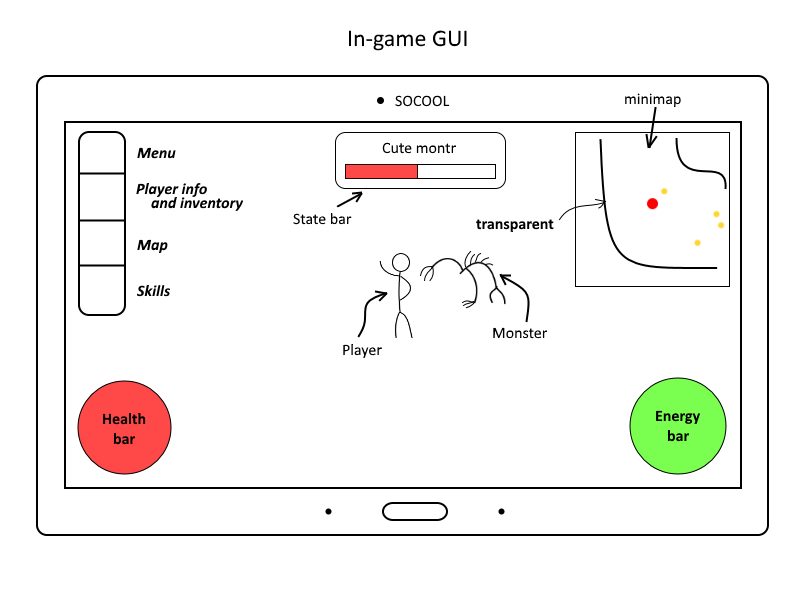 In-game GUI
SOCOOL
minimap
Menu
Player info
and inventory
Map
Skills
Cute montr
State bar
transparent
Player
Monster
Health
bar
Energy
bar